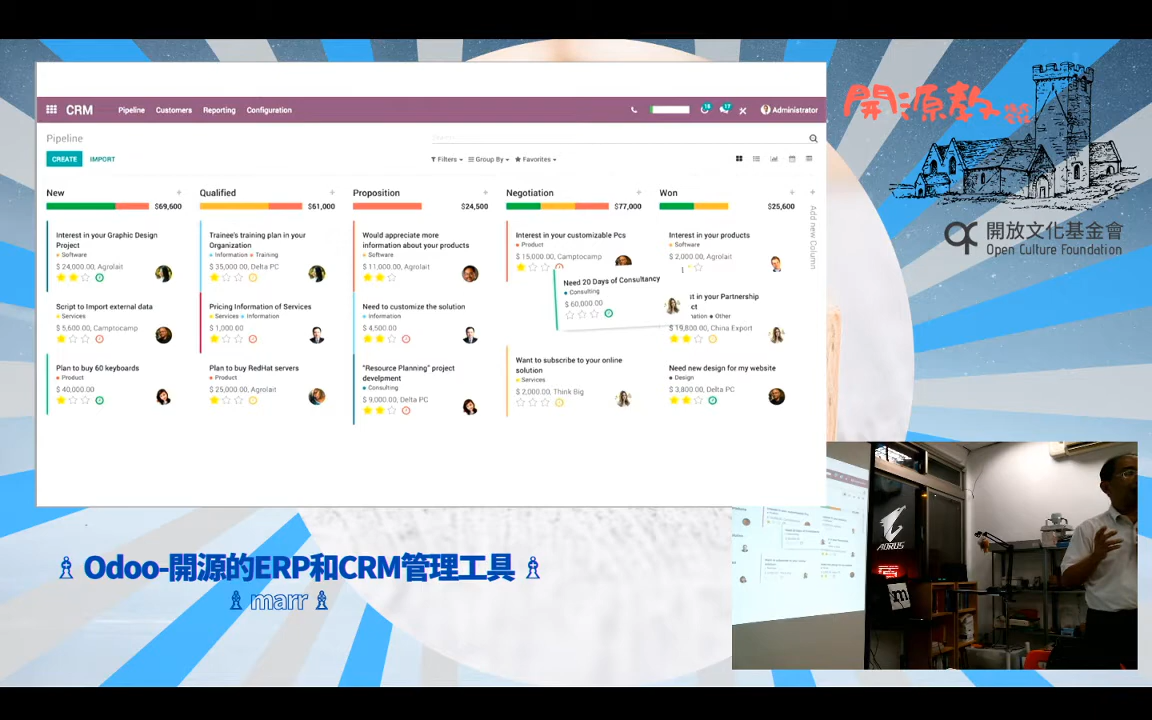 CRM
Pipeline Customers Reporting Configuration
18 17 Administrator
Pipeline
CREATE IMPORT
Filters Group By Favorites
New
$69,600
Interest in your Graphic Design
Project
Software
$ 24,000.00, Agrolait
Script to Import external data
Services
$ 5,600.00, Camptocamp
Plan to buy 60 keyboards
Product
$ 40,000.00
Qualified
$61,000
Trainee's training plan in your
Organization
Information Training
$ 35,000.00, Delta PC
Pricing Information of Services
Services Information
$ 1,000.00
Plan to buy RedHat servers
Product
$ 25,000.00, Agrolait
Proposition
$24,500
Would appreciate more
information about your products
Software
$ 11,000.00, Agrolait
Need to customize the solution
Information
$ 4,500.00
"Resource Planning" project
develpment
Consulting
$ 9,000.00, Delta PC
Negotiation
$77,000
Interest in your customizable Pcs
Product
$ 15,000.00, Camptocamp
Need 20 Days of Consultancy
Consulting
$ 60,000.00
Want to subscribe to your online
solution
Services
$ 2,000.00, Think Big
Won
$25,600
Interest in your products
Software
$ 2,000.00, Agrolait
st in your Partnership
ct
ation Other
$ 19,800.00, China Export
Need new design for my website
Design
$ 3,800.00, Delta PC
Add new Column
開源教
開放文化基金會
Open Culture Foundation
AORUS
Odoo-開源的ERP和CRM管理工具
marr